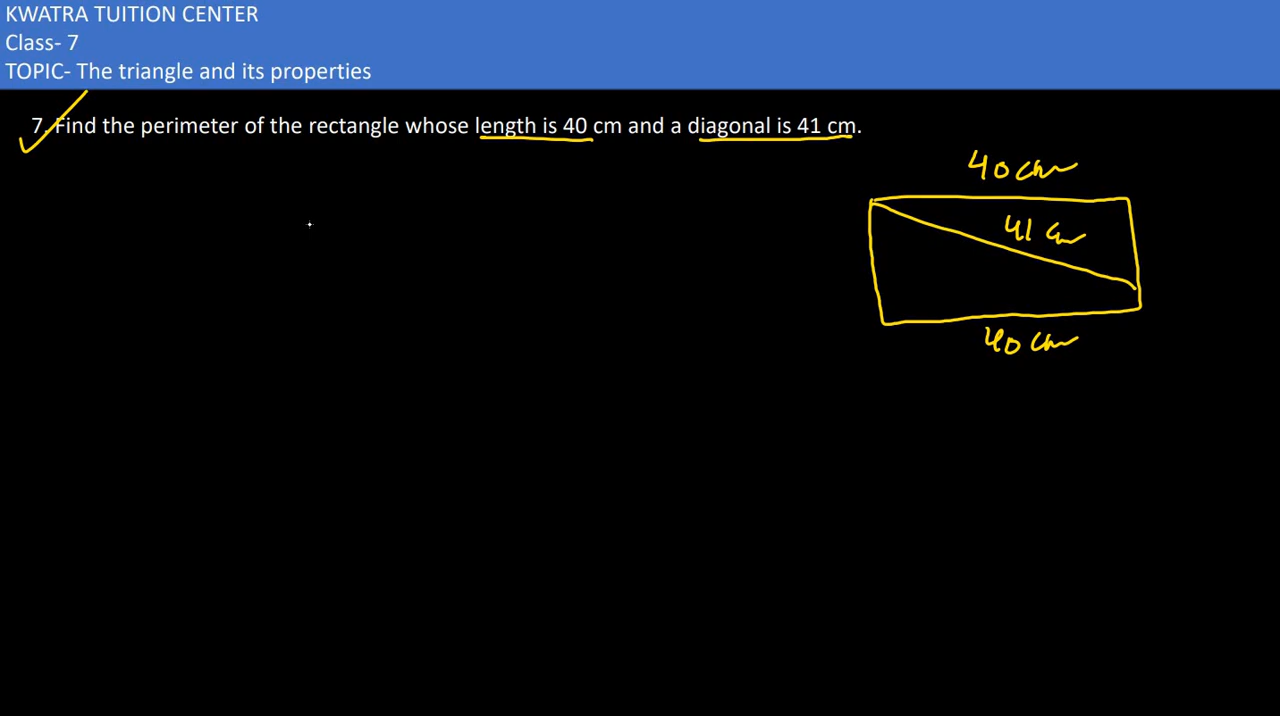 KWATRA TUITION CENTER
Class- 7
TOPIC- The triangle and its properties
7. Find the perimeter of the rectangle whose length is 40 cm and a diagonal is 41 cm.
40 cm
41 cm
40 cm